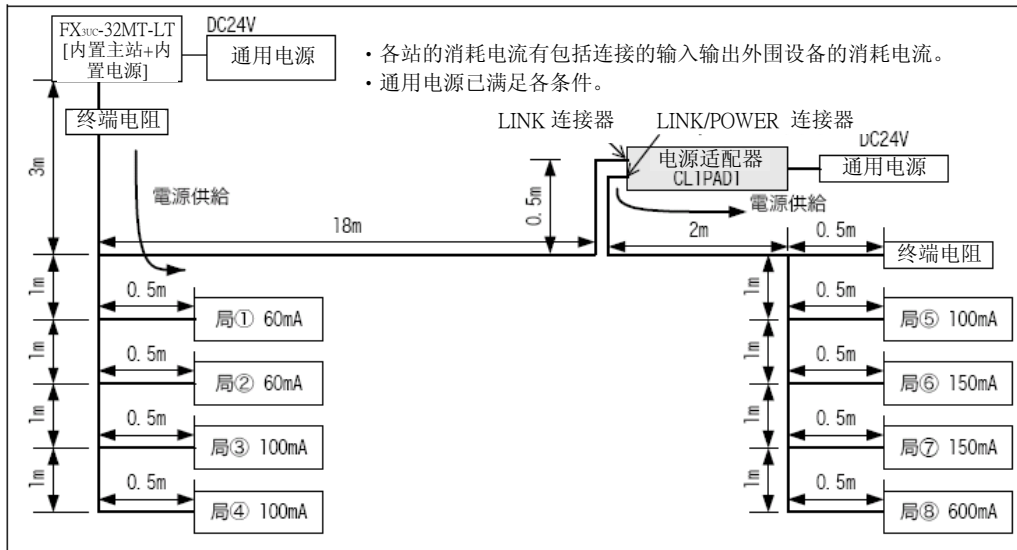 FX3UC-32MT-LT
[内置主站+内
置电源]
DC24V
通用电源
・各站的消耗电流有包括连接的输入输出外围设备的消耗电流。
・通用电源已满足各条件。
终端电阻
LINK 连接器
LINK/POWER 连接器
DC24V
电源适配器
CL1PAD1
通用电源
3m
電源供給
0.5m
電源供給
18m
2m
0.5m
终端电阻
1m
0.5m
局① 60mA
1m
0.5m
局② 60mA
1m
0.5m
局③ 100mA
1m
0.5m
局④ 100mA
1m
0.5m
局⑤ 100mA
1m
0.5m
局⑥ 150mA
1m
0.5m
局⑦ 150mA
1m
0.5m
局⑧ 600mA